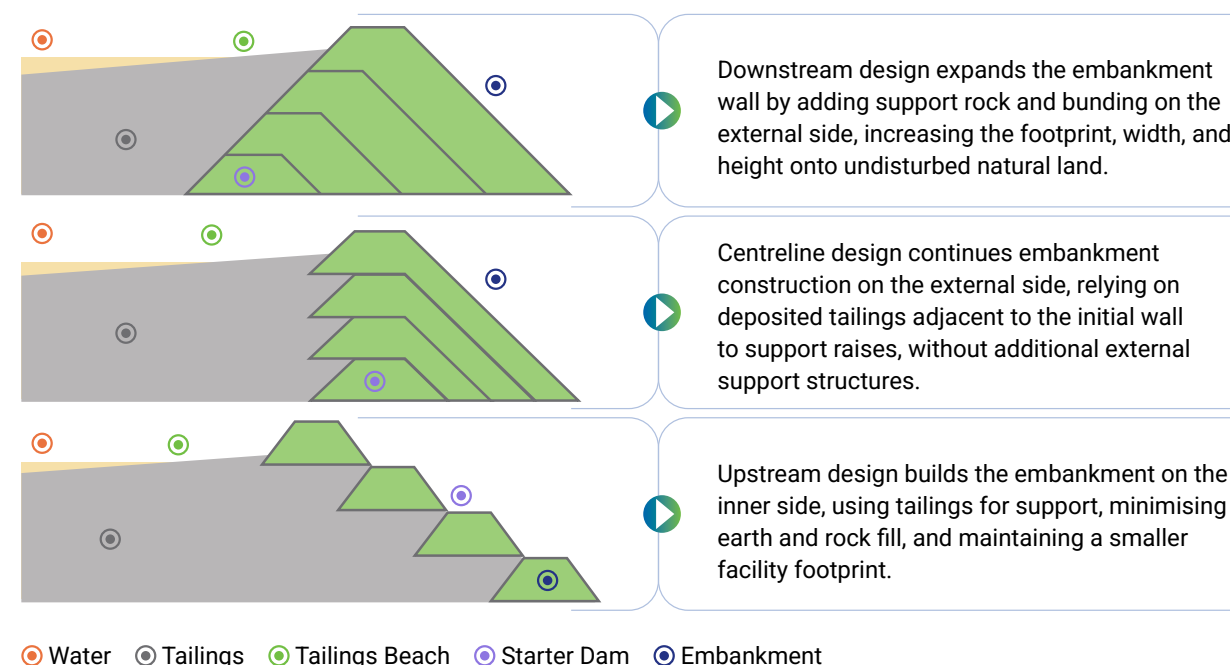 Downstream design expands the embankment
wall by adding support rock and bunding on the
external side, increasing the footprint, width, and
height onto undisturbed natural land.
Centreline design continues embankment
construction on the external side, relying on
deposited tailings adjacent to the initial wall
to support raises, without additional external
support structures.
Upstream design builds the embankment on the
inner side, using tailings for support, minimising
earth and rock fill, and maintaining a smaller
facility footprint.
Water Tailings Tailings Beach Starter Dam Embankment